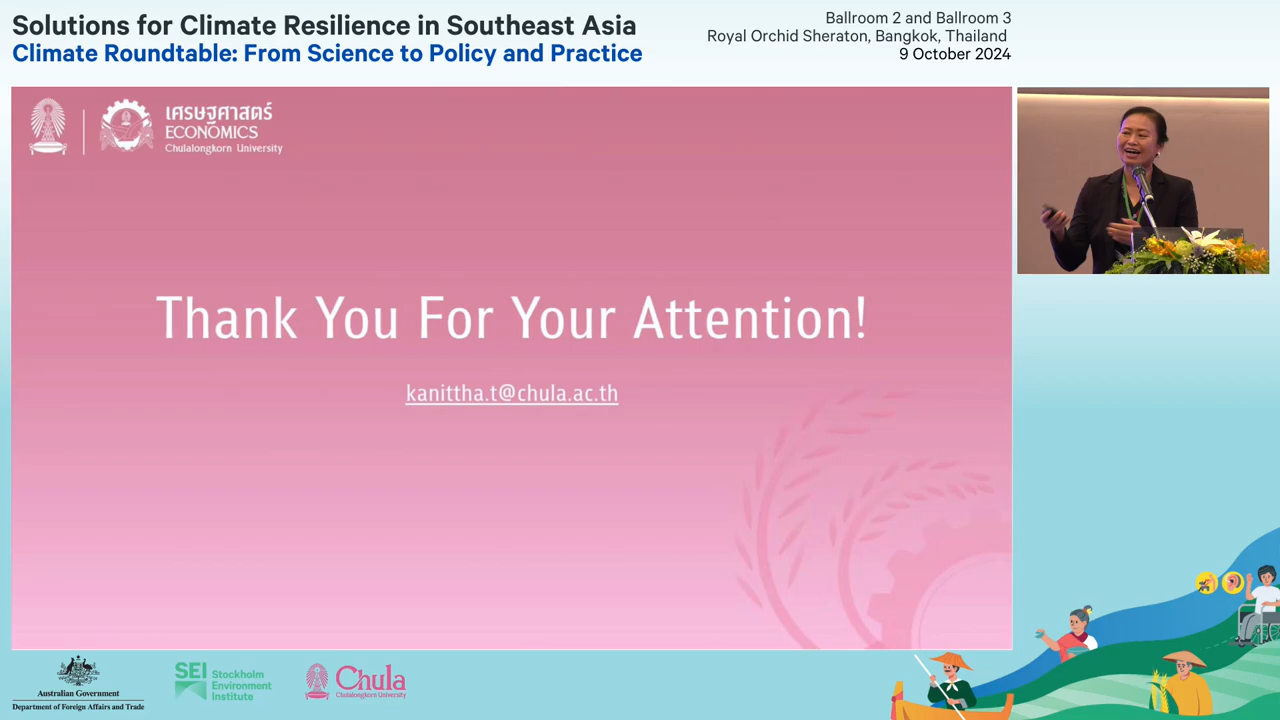 Solutions for Climate Resilience in Southeast Asia
Climate Roundtable: From Science to Policy and Practice
Ballroom 2 and Ballroom 3
Royal Orchid Sheraton, Bangkok, Thailand
9 October 2024
เศรษฐศาสตร์
ECONOMICS
Chulalongkorn University
Thank You For Your Attention!
kanittha.t@chula.ac.th
Australian Government
Department of Foreign Affairs and Trade
SEI Stockholm
Environment
Institute
Chula
Chulalongkorn University